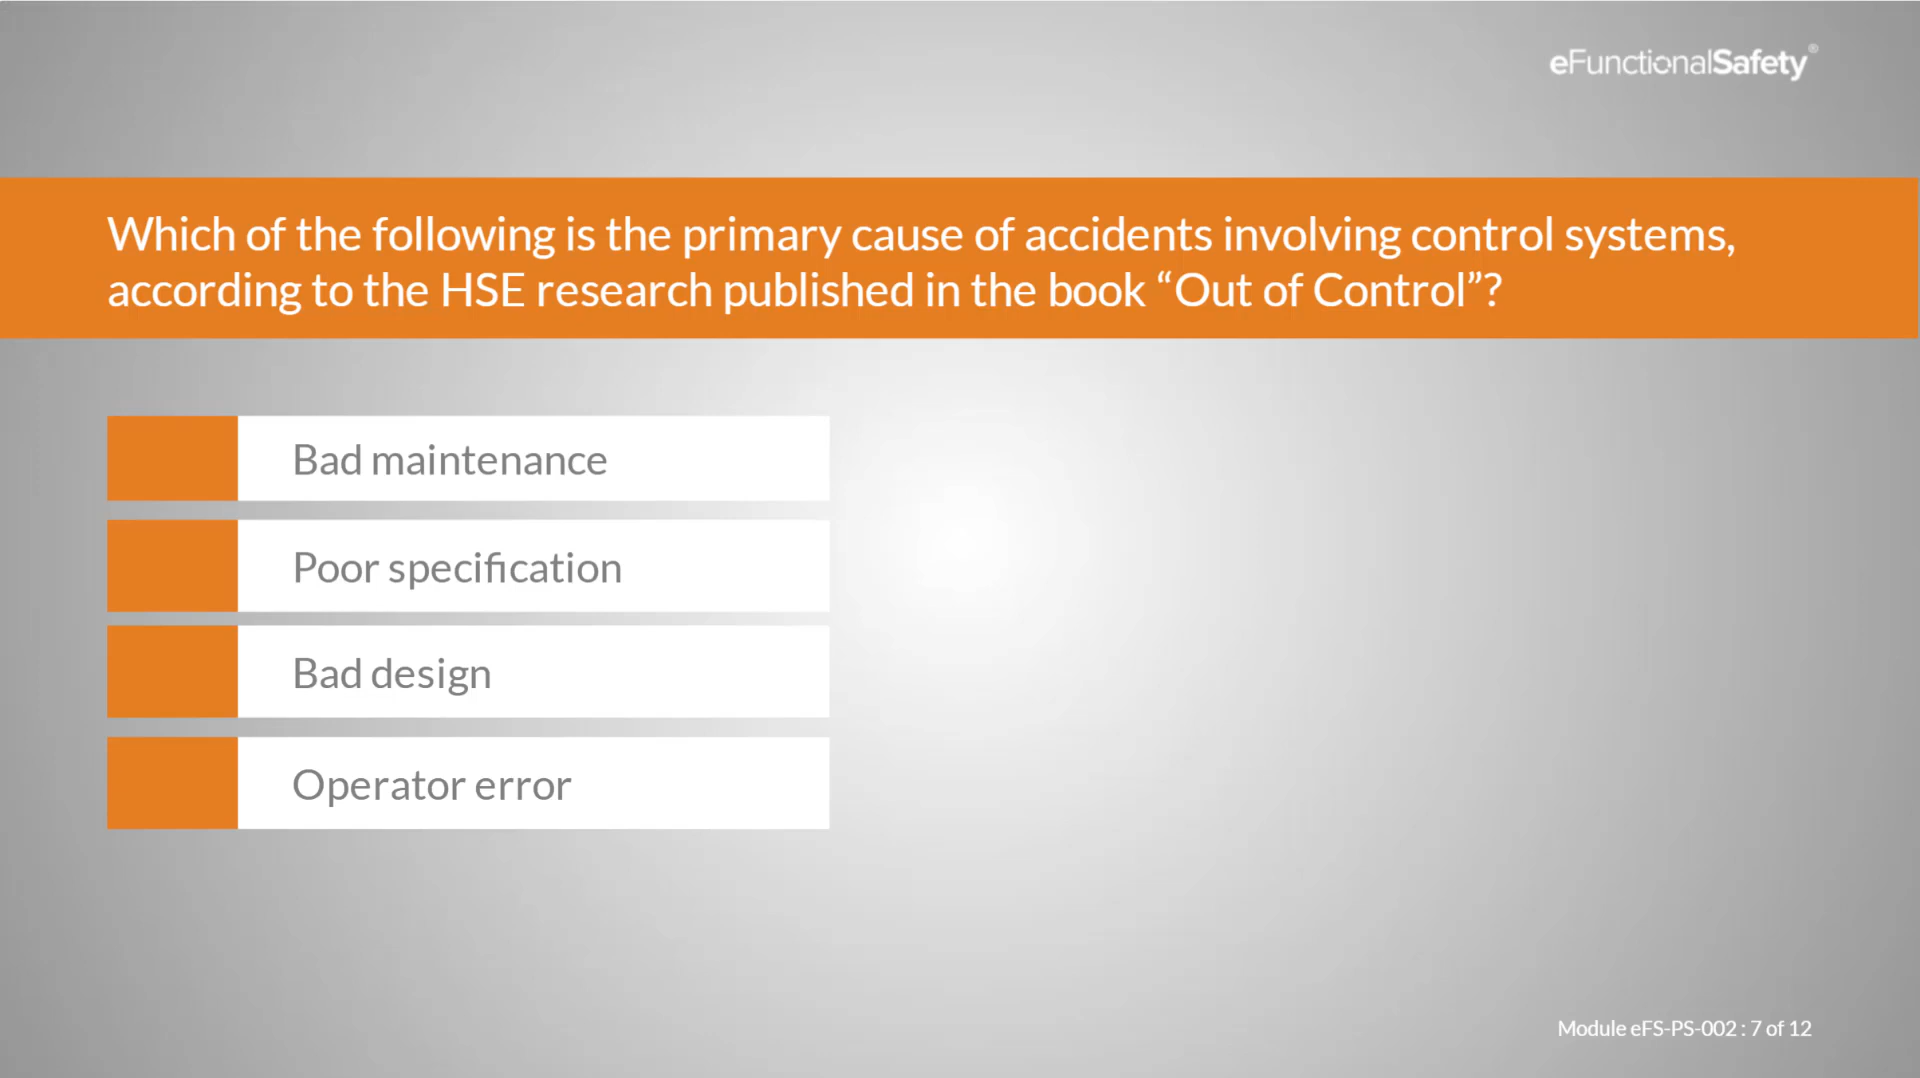 eFunctionalSafety®
Which of the following is the primary cause of accidents involving control systems,
according to the HSE research published in the book “Out of Control”?
Bad maintenance
Poor specification
Bad design
Operator error
Module eFS-PS-002 : 7 of 12